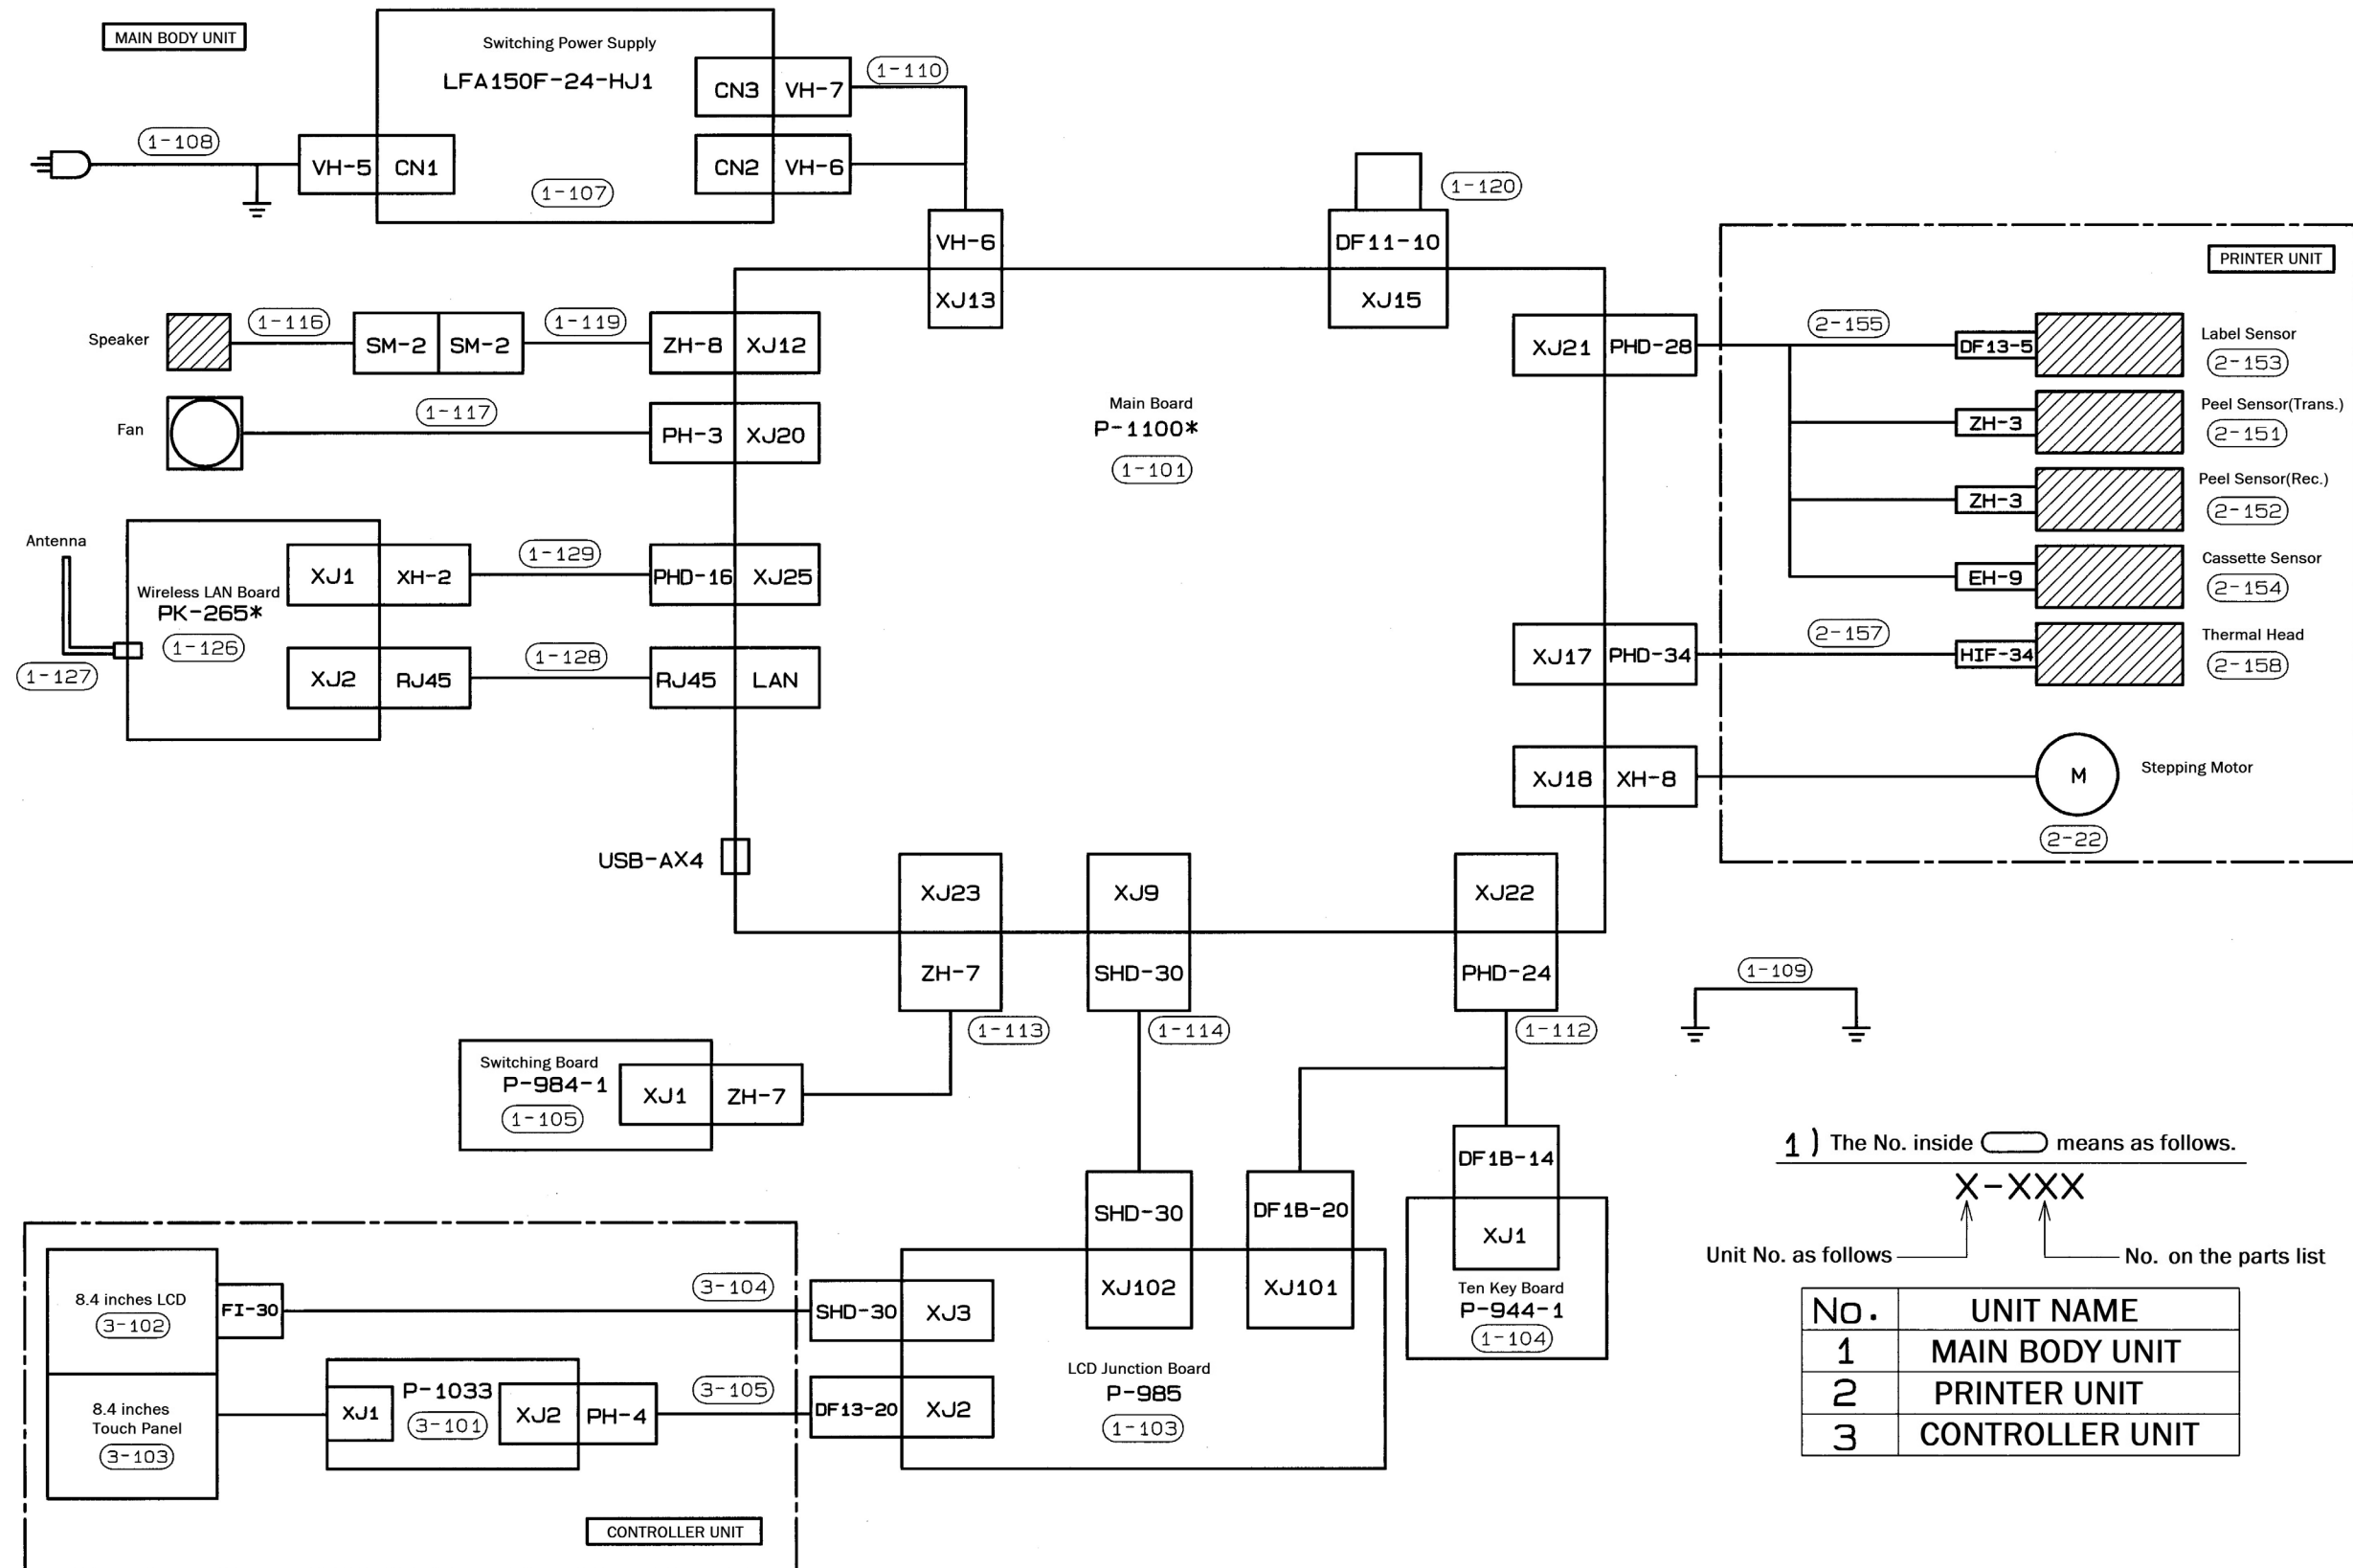 MAIN BODY UNIT
Switching Power Supply
LFA150F-24-HJ1
CN3
VH-7
1-110
1-108
VH-5
CN1
CN2
VH-6
1-107
1-120
VH-6
XJ13
DF11-10
XJ15
PRINTER UNIT
Speaker
1-116
SM-2
SM-2
1-119
ZH-8
XJ12
Fan
1-117
PH-3
XJ20
Main Board
P-1100*
1-101
Antenna
Wireless LAN Board
PK-265*
1-126
1-127
XJ1
XH-2
1-129
PHD-16
XJ25
XJ2
RJ45
1-128
RJ45
LAN
USB-AX4
XJ21
PHD-28
2-155
DF13-5
Label Sensor
2-153
ZH-3
Peel Sensor(Trans.)
2-151
ZH-3
Peel Sensor(Rec.)
2-152
EH-9
Cassette Sensor
2-154
XJ17
PHD-34
2-157
HIF-34
Thermal Head
2-158
XJ18
XH-8
M
Stepping Motor
2-22
XJ23
ZH-7
1-113
XJ9
SHD-30
1-114
XJ22
PHD-24
1-112
1-109
Switching Board
P-984-1
1-105
XJ1
ZH-7
SHD-30
XJ102
DF1B-20
XJ101
DF1B-14
XJ1
Ten Key Board
P-944-1
1-104
8.4 inches LCD
3-102
FI-30
3-104
SHD-30
XJ3
8.4 inches
Touch Panel
3-103
XJ1
P-1033
3-101
XJ2
PH-4
3-105
DF13-20
XJ2
LCD Junction Board
P-985
1-103
CONTROLLER UNIT
1) The No. inside means as follows.
X-XXX
Unit No. as follows
No. on the parts list
No. UNIT NAME
1 MAIN BODY UNIT
2 PRINTER UNIT
3 CONTROLLER UNIT